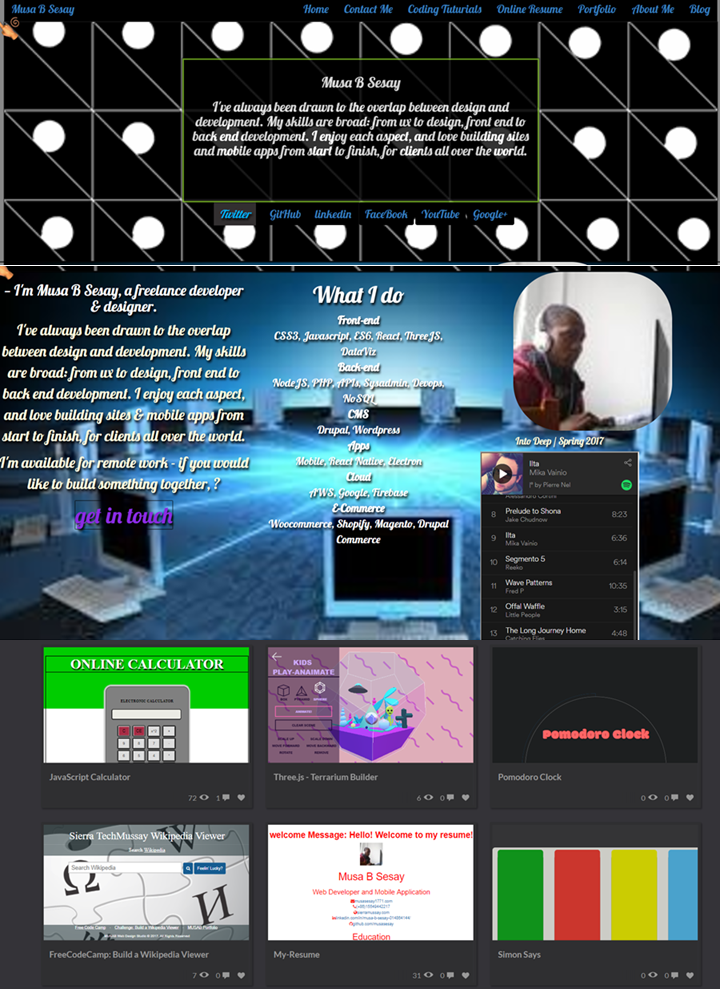 Musa B Sesay
Home Contact Me Coding Tuturials Online Resume Portfolio About Me Blog
Musa B Sesay
I've always been drawn to the overlap between design and
development. My skills are broad: from ux to design, front end to
back end development. I enjoy each aspect, and love building sites
and mobile apps from start to finish, for clients all over the world.
Twitter GitHub linkedin FaceBook YouTube Google+
– I'm Musa B Sesay, a freelance developer
& designer.
I've always been drawn to the overlap
between design and development. My skills
are broad: from ux to design, front end to
back end development. I enjoy each aspect,
and love building sites & mobile apps from
start to finish, for clients all over the world.
I'm available for remote work - if you would
like to build something together, ?
get in touch
What I do
Front-end
CSS3, Javascript, ES6, React, ThreeJS,
DataViz
Back-end
NodeJS, PHP, APIs, Sysadmin, Devops,
NoSQL
CMS
Drupal, Wordpress
Apps
Mobile, React Native, Electron
Cloud
AWS, Google, Firebase
E-Commerce
Woocommerce, Shopify, Magento, Drupal
Commerce
Into Deep / Spring 2017
Ilta
Mika Vainio
by Pierre Nel
Alessandro Cortini
8 Prelude to Shona 8:23
Jake Chudnow
9 Ilta 6:36
Mika Vainio
10 Segmento 5 6:14
Reeko
11 Wave Patterns 10:35
Fred P
12 Offal Waffle 3:15
Little People
13 The Long Journey Home 4:48
Catching Flies
ONLINE CALCULATOR
ELECTRONIC CALCULATOR
JavaScript Calculator
72 1
KIDS
PLAY-ANAIMATE
Three.js - Terrarium Builder
6 0
Pomodoro Clock
Pomodoro Clock
0 0
Sierra TechMussay Wikipedia Viewer
Search Wikipedia
Search Wikipedia Feelin' Lucky?
FreeCodeCamp: Build a Wikipedia Viewer
7 0
welcome Message: Hello! Welcome to my resume!
Musa B Sesay
Web Developer and Mobile Application
Education
My-Resume
31 0
Simon Says
0 0